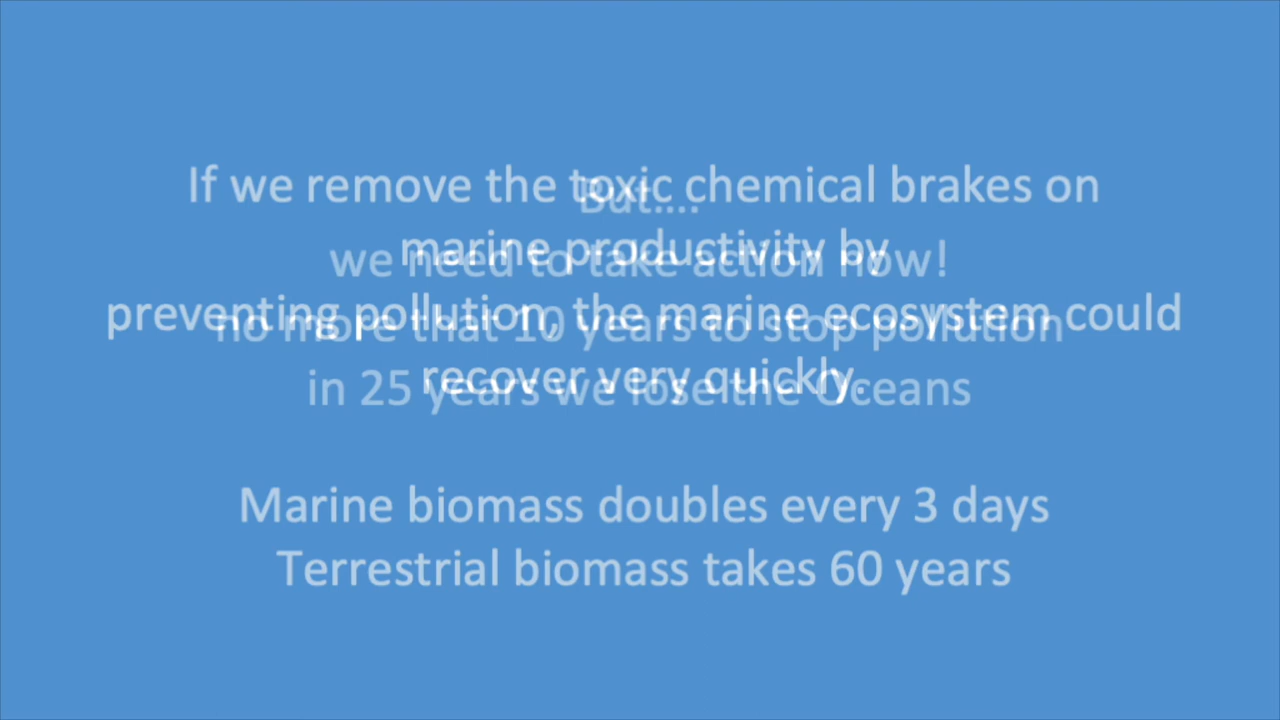 If we remove the toxic chemical brakes on
marine productivity by
preventing pollution, the marine ecosystem could
recover very quickly.
Marine biomass doubles every 3 days
Terrestrial biomass takes 60 years
But....
we need to take action now!
no more that 10 years to stop pollution
in 25 years we lose the Oceans